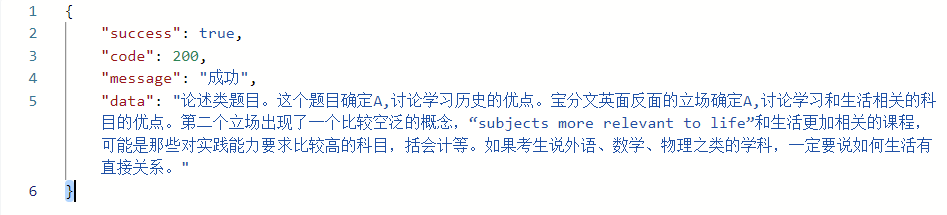 1 {
2 "success": true,
3 "code": 200,
4 "message": "成功",
5 "data": "论述类题目。这个题目确定A,讨论学习历史的优点。宝分文英面反面的立场确定A,讨论学习和生活相关的科
目的优点。第二个立场出现了一个比较空泛的概念，“subjects more relevant to life”和生活更加相关的课程，
可能是那些对实践能力要求比较高的科目，括会计等。如果考生说外语、数学、物理之类的学科，一定要说如何生活有
直接关系。"
6 }